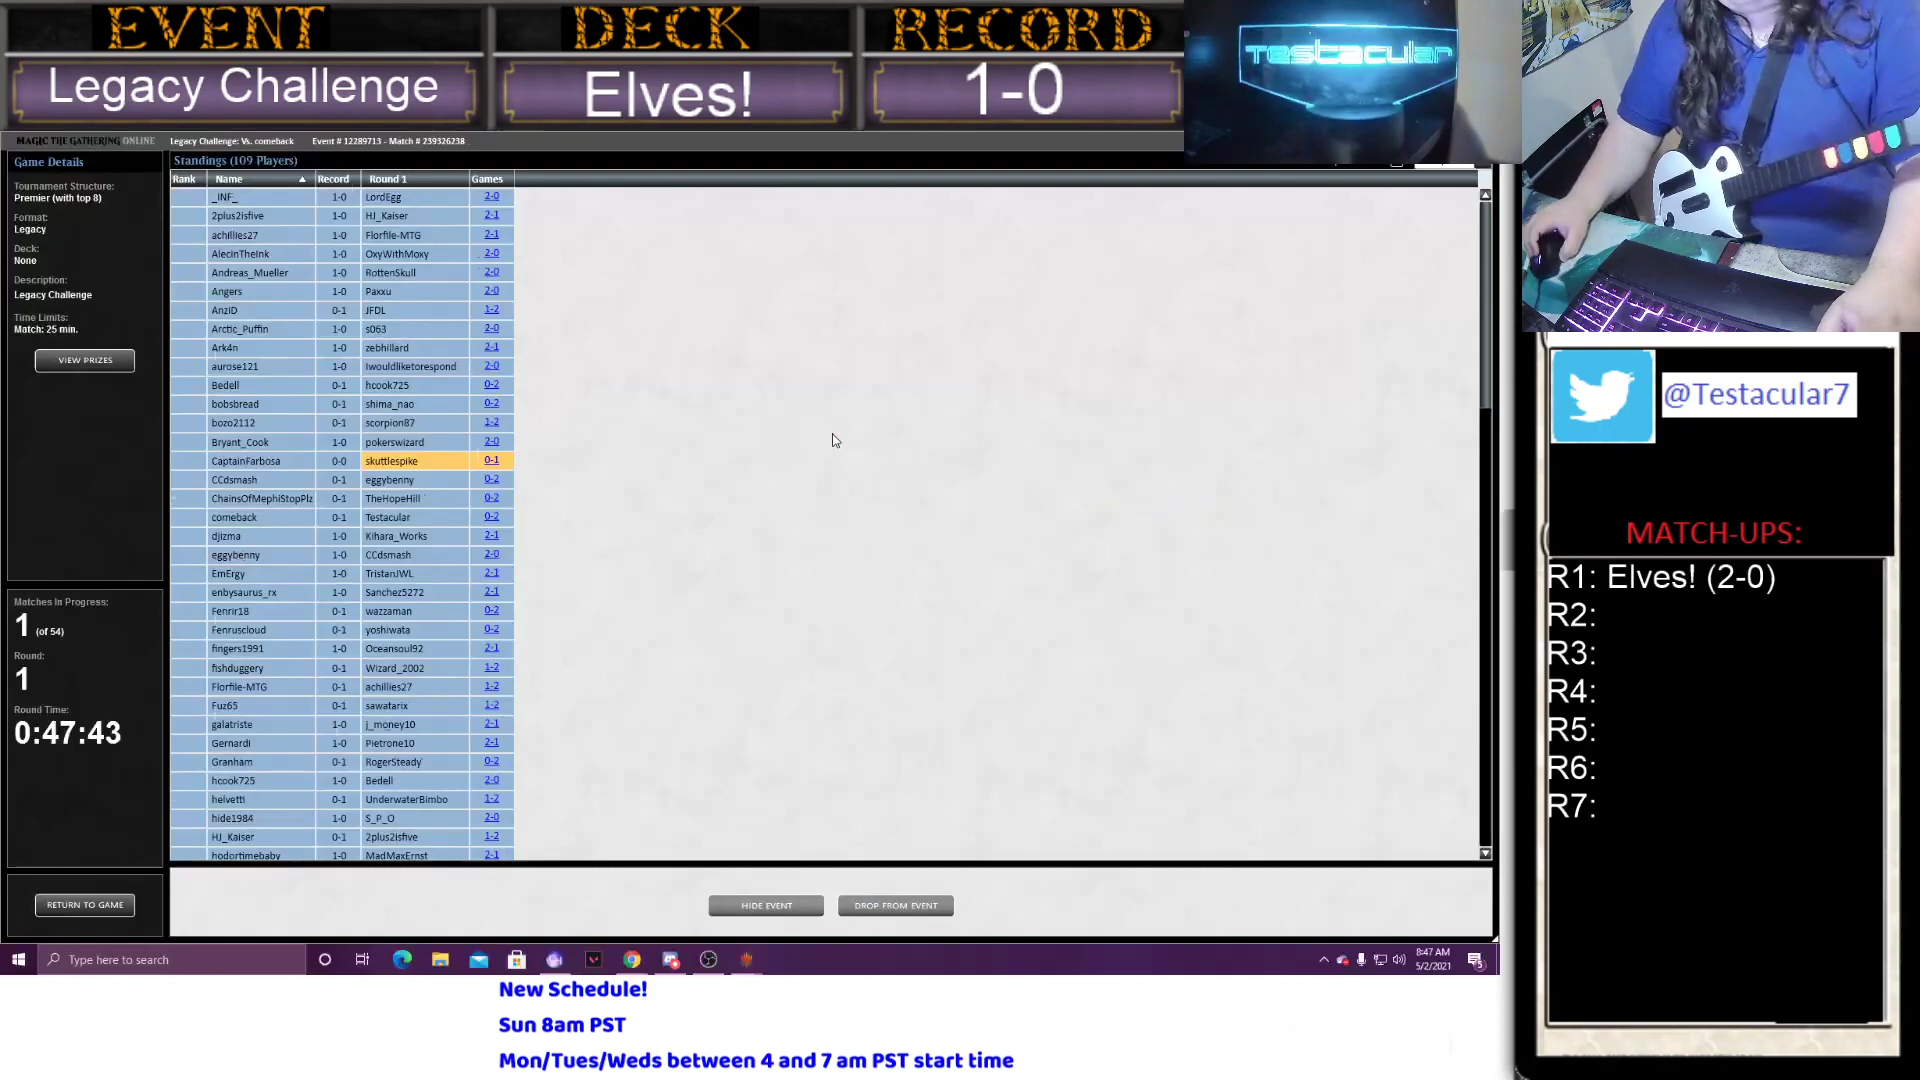 EVENT DECK RECORD
Legacy Challenge Elves! 1-0
Testacular
MAGIC THE GATHERING ONLINE Legacy Challenge: Vs. comeback Event # 12289713 - Match # 239326238
Game Details
Tournament Structure:
Premier (with top 8)
Format:
Legacy
Deck:
None
Description:
Legacy Challenge
Time Limits:
Match: 25 min.
VIEW PRIZES
Matches In Progress:
1 (of 54)
Round:
1
Round Time:
0:47:43
RETURN TO GAME
Standings (109 Players)
Rank Name Record Round 1 Games
_INF_ 1-0 LordEgg 2-0
2plus2isfive 1-0 HJ_Kaiser 2-1
achillies27 1-0 Florfile-MTG 2-1
AlecInTheInk 1-0 OxyWithMoxy 2-0
Andreas_Mueller 1-0 RottenSkull 2-0
Angers 1-0 Paxxu 2-0
AnziD 0-1 JFDL 1-2
Arctic_Puffin 1-0 s063 2-0
Ark4n 1-0 zebhillard 2-1
aurose121 1-0 Iwouldliketorespond 2-0
Bedell 0-1 hcook725 0-2
bobsbread 0-1 shima_nao 0-2
bozo2112 0-1 scorpion87 1-2
Bryant_Cook 1-0 pokerswizard 2-0
CaptainFarbosa 0-0 skuttlespike 0-1
CCdsmash 0-1 eggybenny 0-2
ChainsOfMephiStopPlz 0-1 TheHopeHill 0-2
comeback 0-1 Testacular 0-2
djizma 1-0 Kihara_Works 2-1
eggybenny 1-0 CCdsmash 2-0
EmErgy 1-0 TristanJWL 2-1
enbysaurus_rx 1-0 Sanchez5272 2-1
Fenrir18 0-1 wazzaman 0-2
Fenruscloud 0-1 yoshiwata 0-2
fingers1991 1-0 Oceansoul92 2-1
fishduggery 0-1 Wizard_2002 1-2
Florfile-MTG 0-1 achillies27 1-2
Fuz65 0-1 sawatarix 1-2
galatriste 1-0 j_money10 2-1
Gernardi 1-0 Pietrone10 2-1
Granham 0-1 RogerSteady 0-2
hcook725 1-0 Bedell 2-0
helvetti 0-1 UnderwaterBimbo 1-2
hide1984 1-0 S_P_O 2-0
HJ_Kaiser 0-1 2plus2isfive 1-2
hodortimebaby 1-0 MadMaxErnst 2-1
HIDE EVENT DROP FROM EVENT
@Testacular7
MATCH-UPS:
R1: Elves! (2-0)
R2:
R3:
R4:
R5:
R6:
R7:
Type here to search
8:47 AM
5/2/2021
5
New Schedule!
Sun 8am PST
Mon/Tues/Weds between 4 and 7 am PST start time